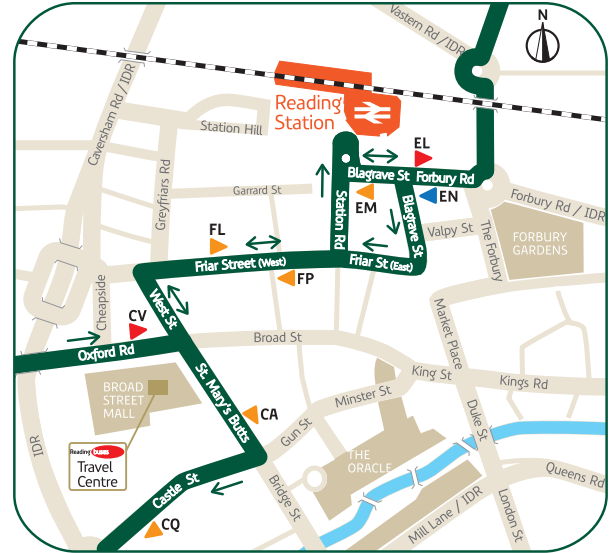 N
Vastern Rd / IDR
Caversham Rd / IDR
Reading
Station
Station Hill
EL
Blagrave St
Forbury Rd
EM
EN
Greyfriars Rd
Garrard St
Station Rd
Blagrave St
Forbury Rd / IDR
The Forbury
FORBURY
GARDENS
Valpy St
FL
Friar Street (West)
Friar St (East)
FP
Cheapside
West St
CV
Oxford Rd
Broad St
Market Place
King St
Kings Rd
BROAD
STREET
MALL
St. Mary's Butts
CA
Gun St
Minster St
Duke St
THE
ORACLE
Reading buses
Travel
Centre
IDR
Castle St
CQ
Bridge St
Mill Lane / IDR
London St
Queens Rd